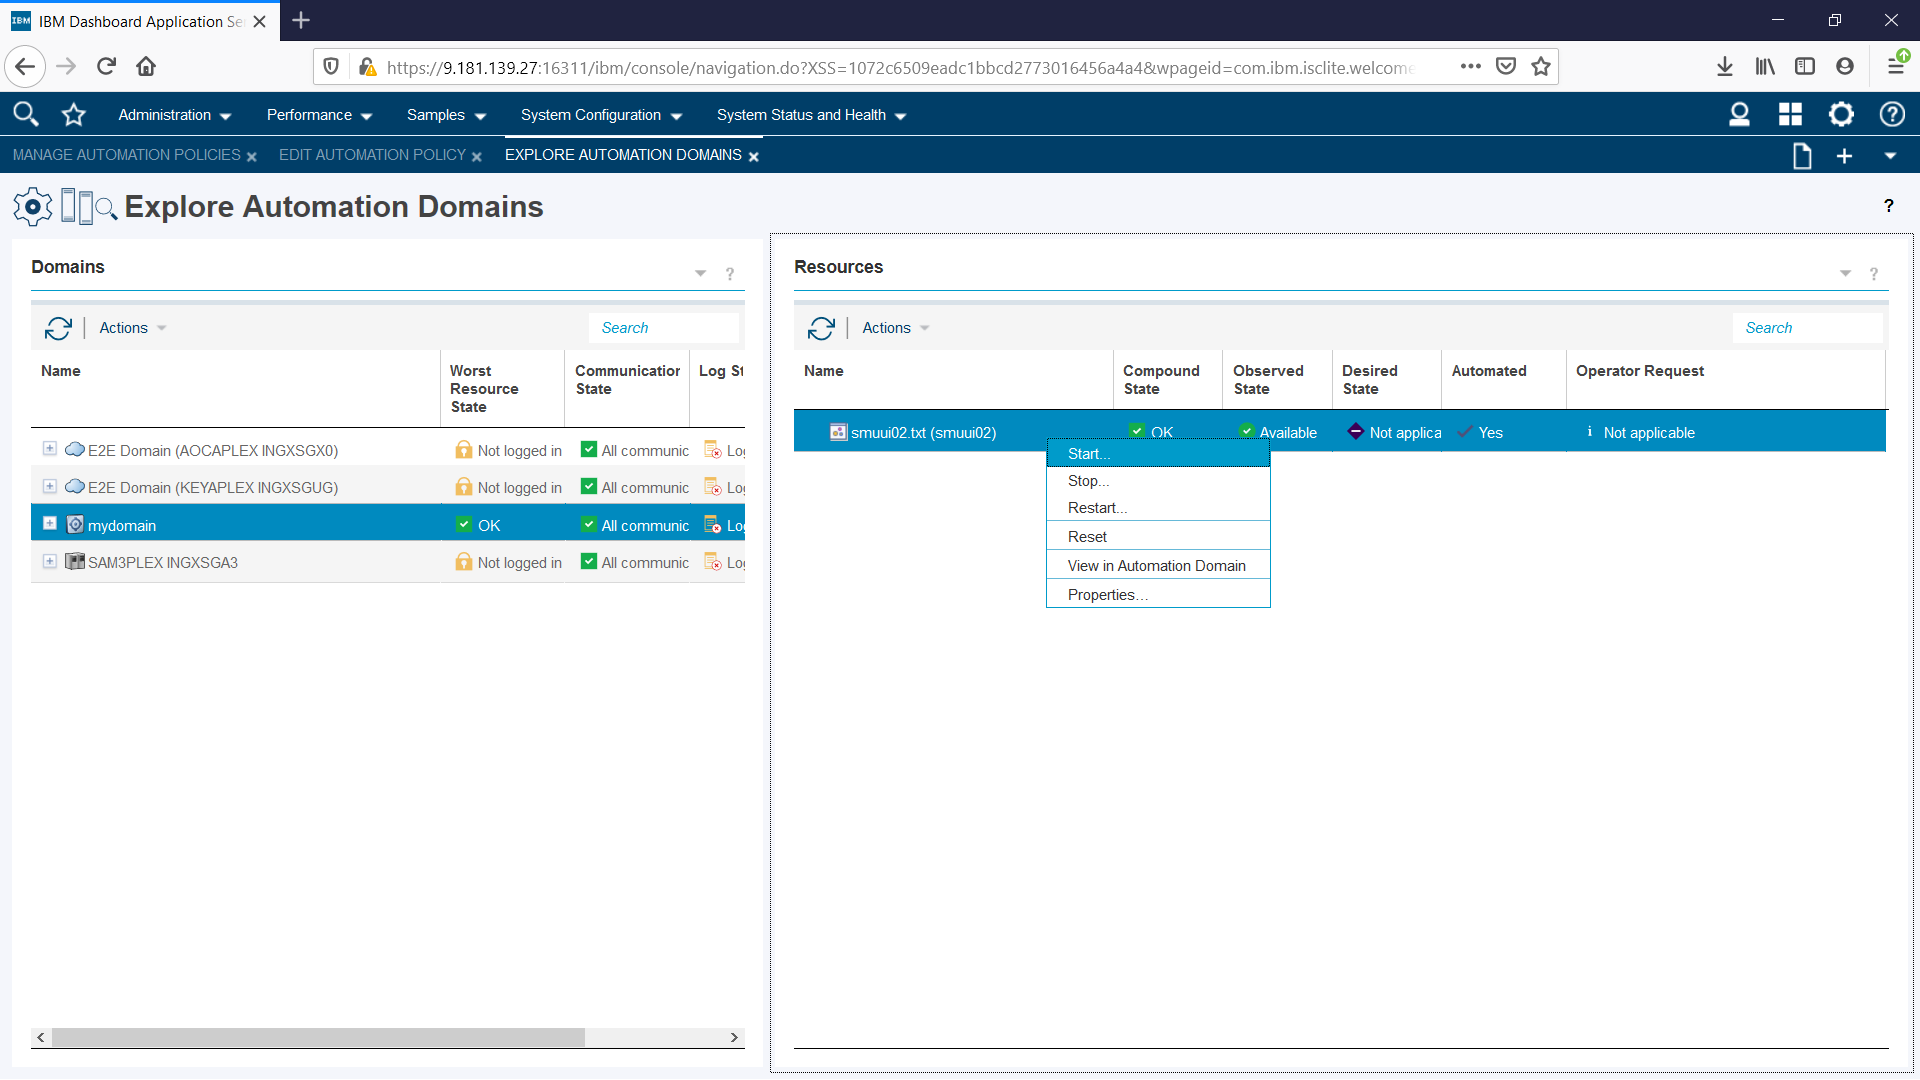 IBM Dashboard Application Se
https://9.181.139.27:16311/ibm/console/navigation.do?XSS=1072c6509eadc1bbcd2773016456a4a4&wpageid=com.ibm.isclite.welcome
Administration Performance Samples System Configuration System Status and Health
MANAGE AUTOMATION POLICIES EDIT AUTOMATION POLICY EXPLORE AUTOMATION DOMAINS
Explore Automation Domains ?
Domains ?
Actions Search
Name Worst Resource State Communication State Log St
E2E Domain (AOCAPLEX INGXSGX0) Not logged in All communic Log
E2E Domain (KEYAPLEX INGXSGUG) Not logged in All communic Log
mydomain OK All communic Log
SAM3PLEX INGXSGA3 Not logged in All communic Log
Resources ?
Actions Search
Name Compound State Observed State Desired State Automated Operator Request
smuui02.txt (smuui02) OK Available Not applica Yes Not applicable
Start...
Stop...
Restart...
Reset
View in Automation Domain
Properties...